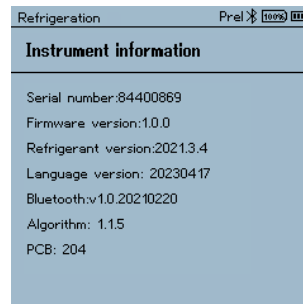 Refrigeration Prel 100%
Instrument information
Serial number:84400869
Firmware version:1.0.0
Refrigerant version:2021.3.4
Language version: 20230417
Bluetooth:v1.0.20210220
Algorithm: 1.1.5
PCB: 204